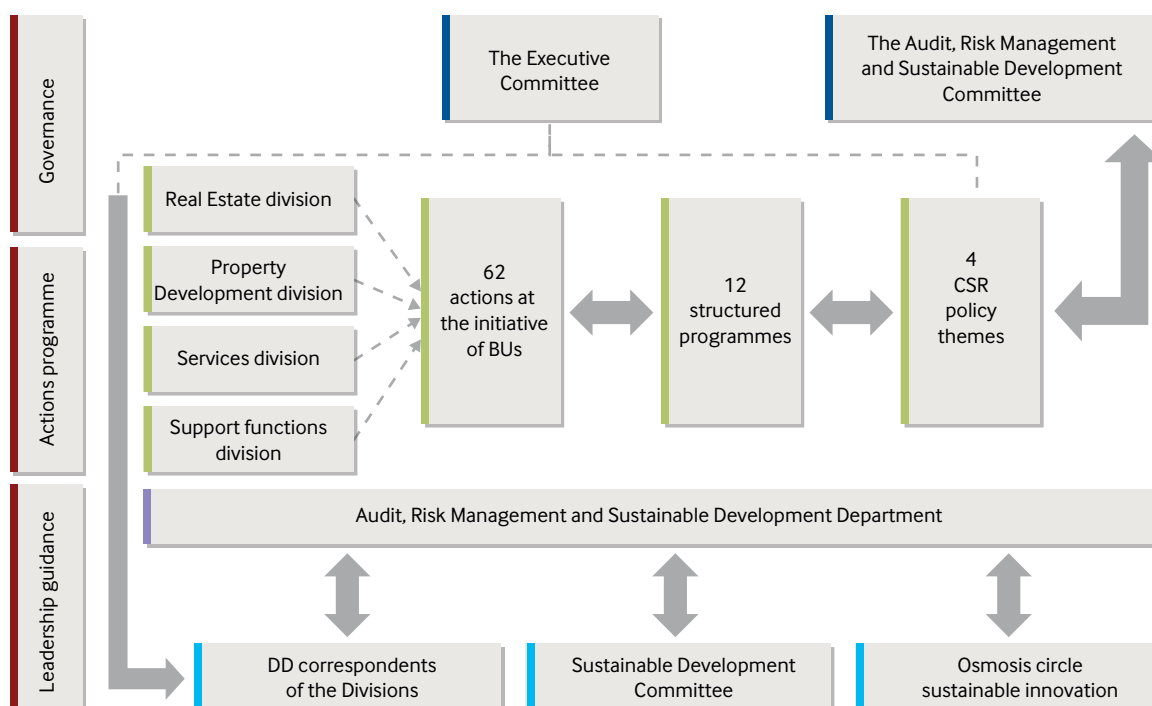 Governance
The Executive
Committee
The Audit, Risk Management
and Sustainable Development
Committee
Actions programme
Real Estate division
Property
Development division
Services division
Support functions
division
62
actions at
the initiative
of BUs
12
structured
programmes
4
CSR
policy
themes
Leadership guidance
Audit, Risk Management and Sustainable Development Department
DD correspondents
of the Divisions
Sustainable Development
Committee
Osmosis circle
sustainable innovation